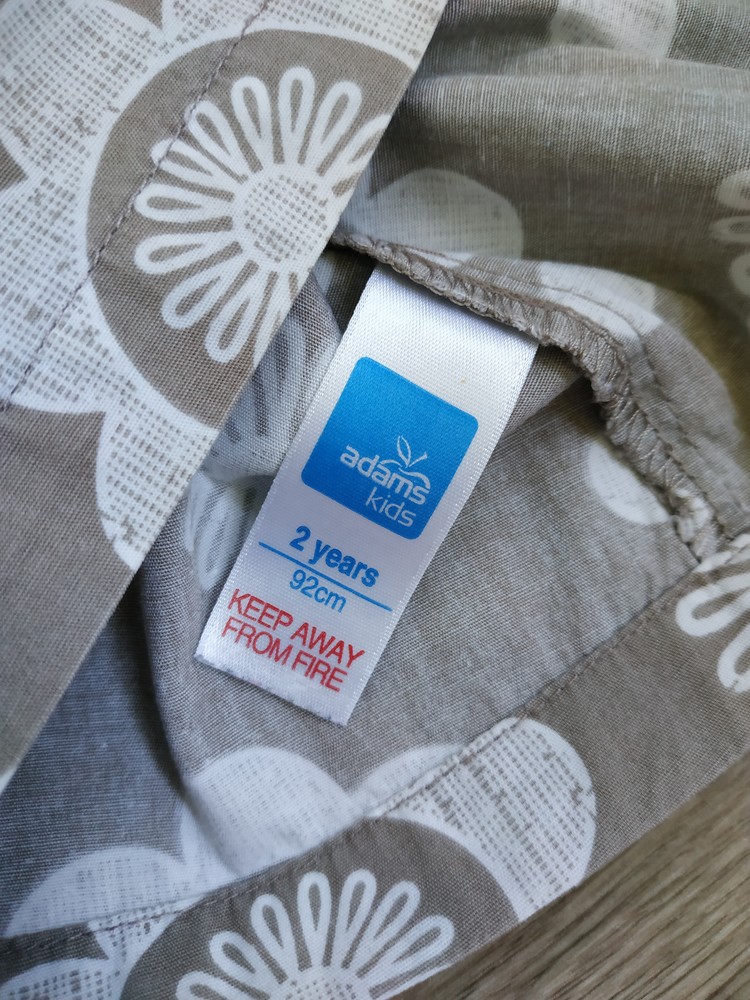 adams
kids
2 years
92cm
KEEP AWAY
FROM FIRE